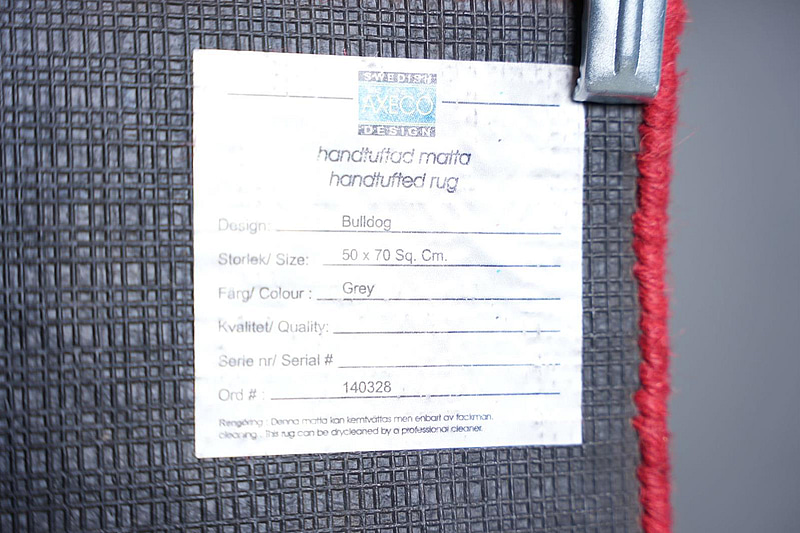 SWEDISH
AXECO
DESIGN
handtuftad matta
handtufted rug
Design: Bulldog
Storlek/ Size: 50 x 70 Sq. Cm.
Färg/ Colour : Grey
Kvalitet/ Quality:
Serie nr/ Serial #
Ord # : 140328
Rengöring : Denna matta kan kemtvättas men enbart av fackman.
cleaning : This rug can be drycleaned by a professional cleaner.